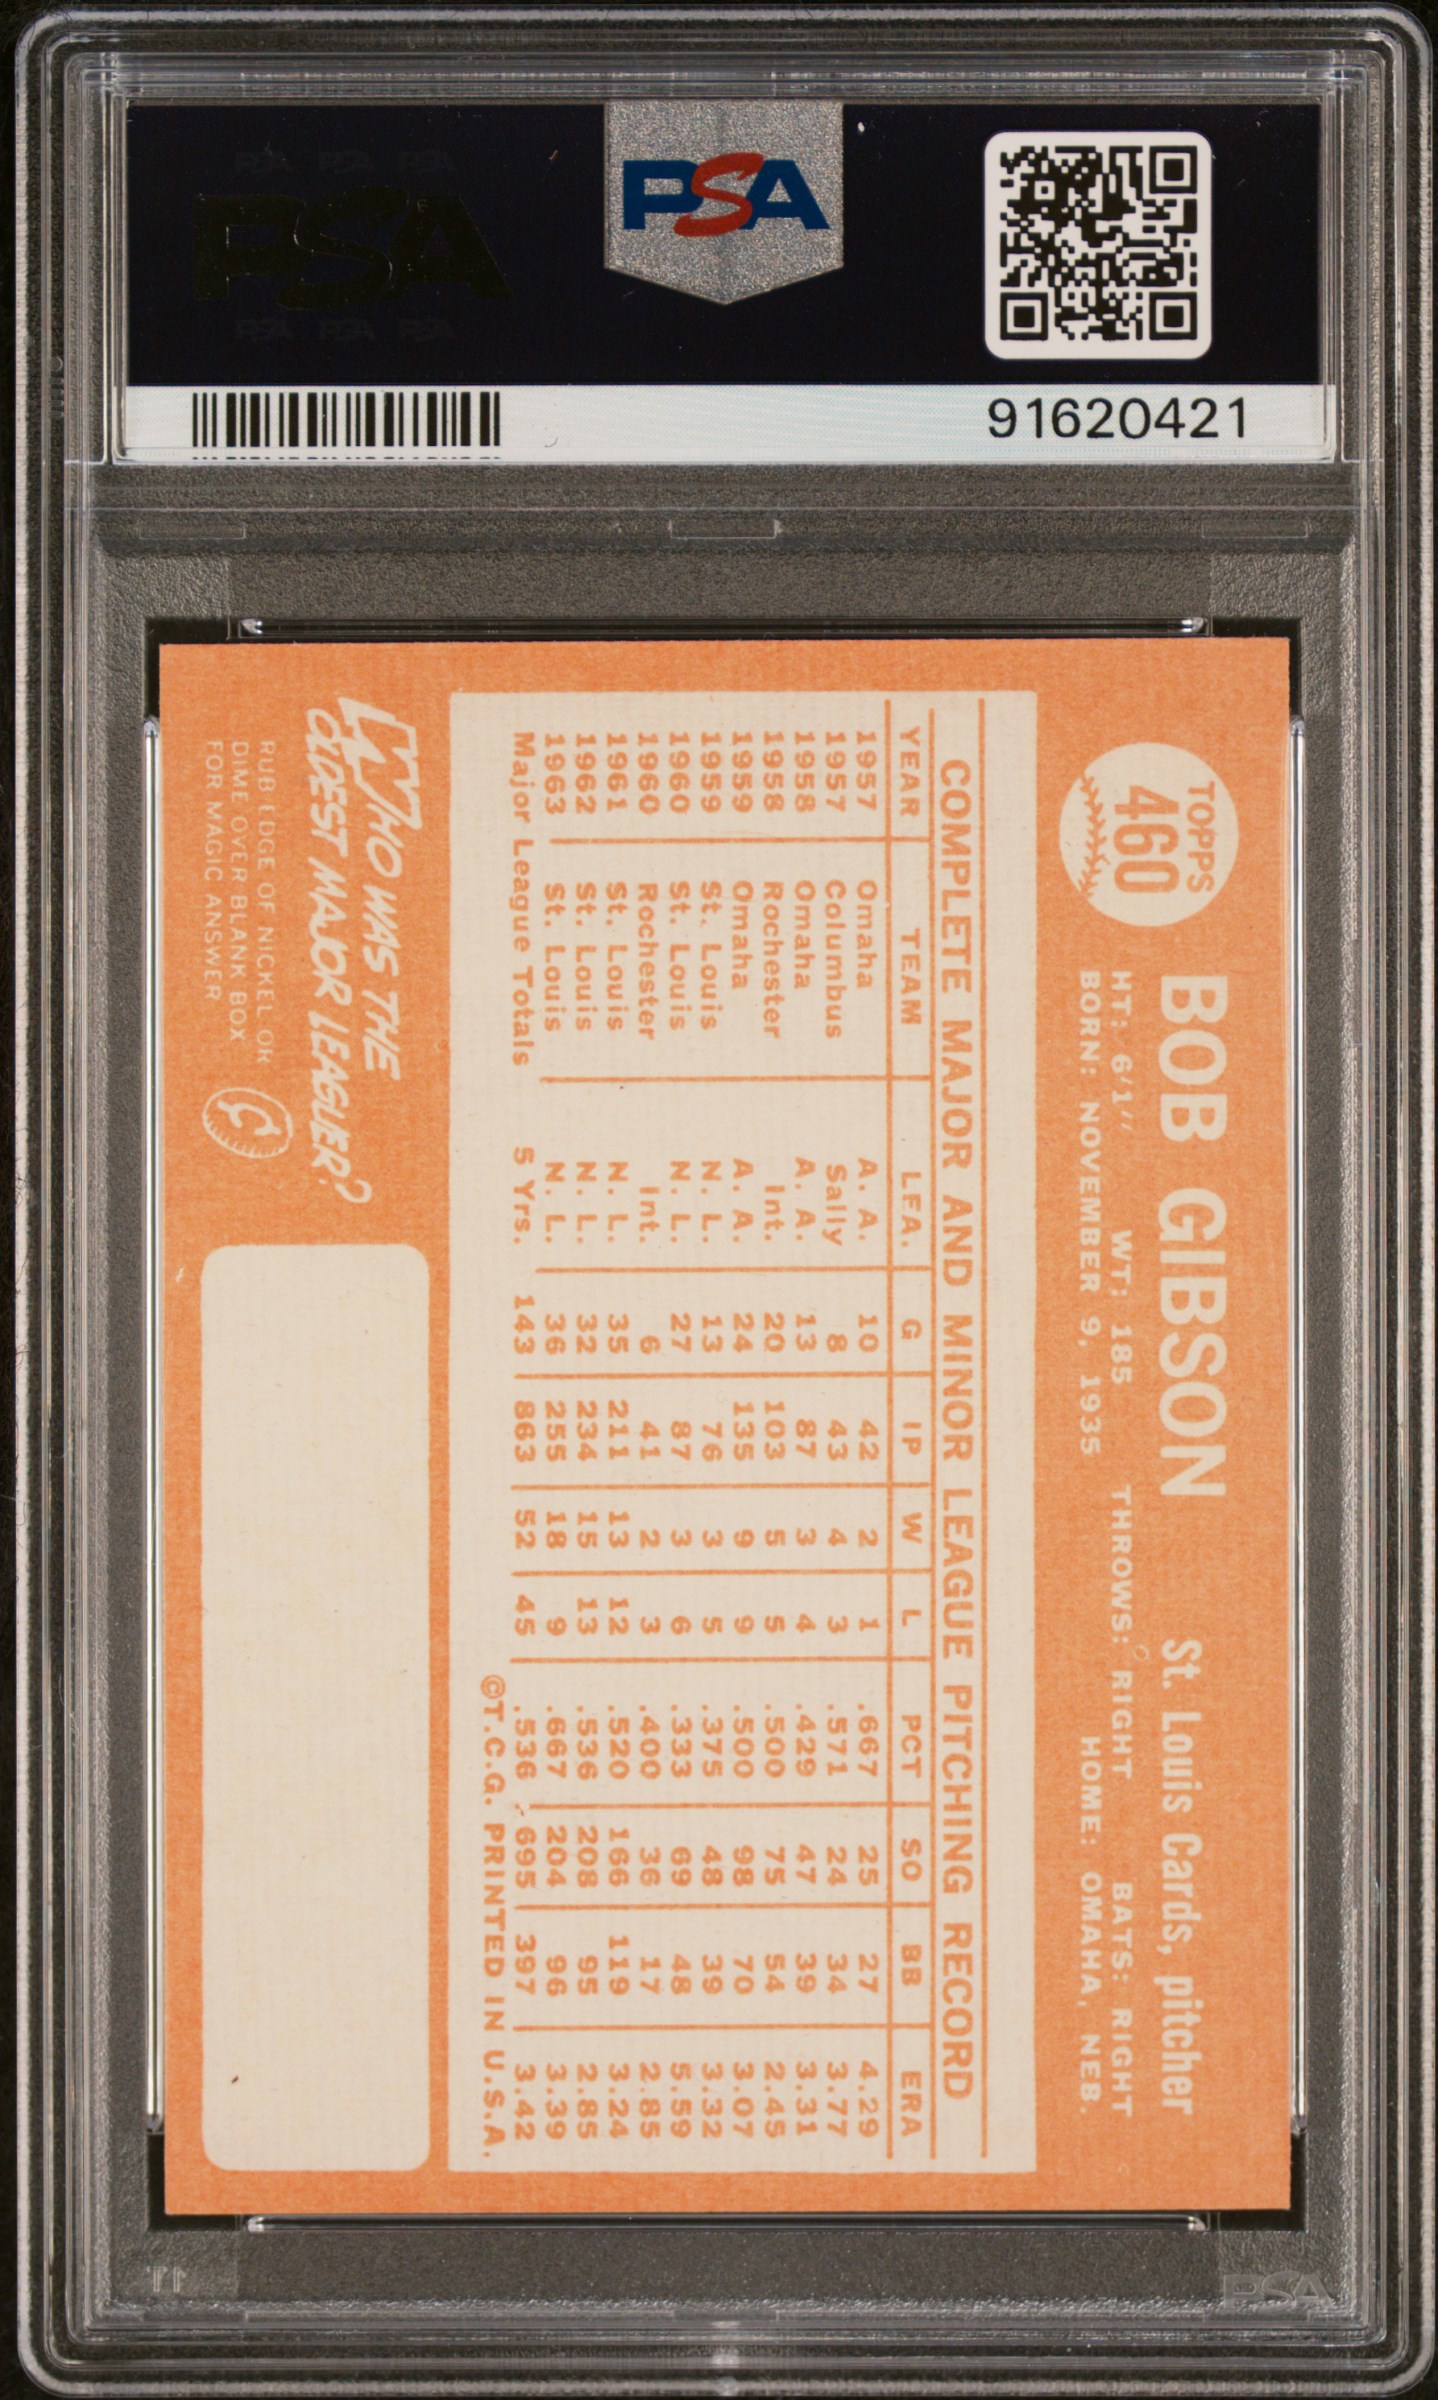 PSA PSA PSA
PSA
PSA PSA PSA
PSA
91620421
TOPPS
460
BOB GIBSON St. Louis Cards, pitcher
HT: 6'1" WT: 185 THROWS: RIGHT BATS: RIGHT
BORN: NOVEMBER 9, 1935 HOME: OMAHA, NEB.
COMPLETE MAJOR AND MINOR LEAGUE PITCHING RECORD
YEAR TEAM LEA. G IP W L PCT SO BB ERA
1957 Omaha A. A. 10 42 2 1 .667 25 27 4.29
1957 Columbus Sally 8 43 4 3 .571 24 34 3.77
1958 Omaha A. A. 13 87 3 4 .429 47 39 3.31
1958 Rochester Int. 20 103 5 5 .500 75 54 2.45
1959 Omaha A. A. 24 135 9 9 .500 98 70 3.07
1959 St. Louis N. L. 13 76 3 5 .375 48 39 3.32
1960 St. Louis N. L. 27 87 3 6 .333 69 48 5.59
1960 Rochester Int. 6 41 2 3 .400 36 17 2.85
1961 St. Louis N. L. 35 211 13 12 .520 166 119 3.24
1962 St. Louis N. L. 32 234 15 13 .536 208 95 2.85
1963 St. Louis N. L. 36 255 18 9 .667 204 96 3.39
Major League Totals 5 Yrs. 143 863 52 45 .536 695 397 3.42
©T.C.G. PRINTED IN U.S.A.
WHO WAS THE
OLDEST MAJOR LEAGUER?
RUB EDGE OF NICKEL OR
DIME OVER BLANK BOX
FOR MAGIC ANSWER
C
11
PSA